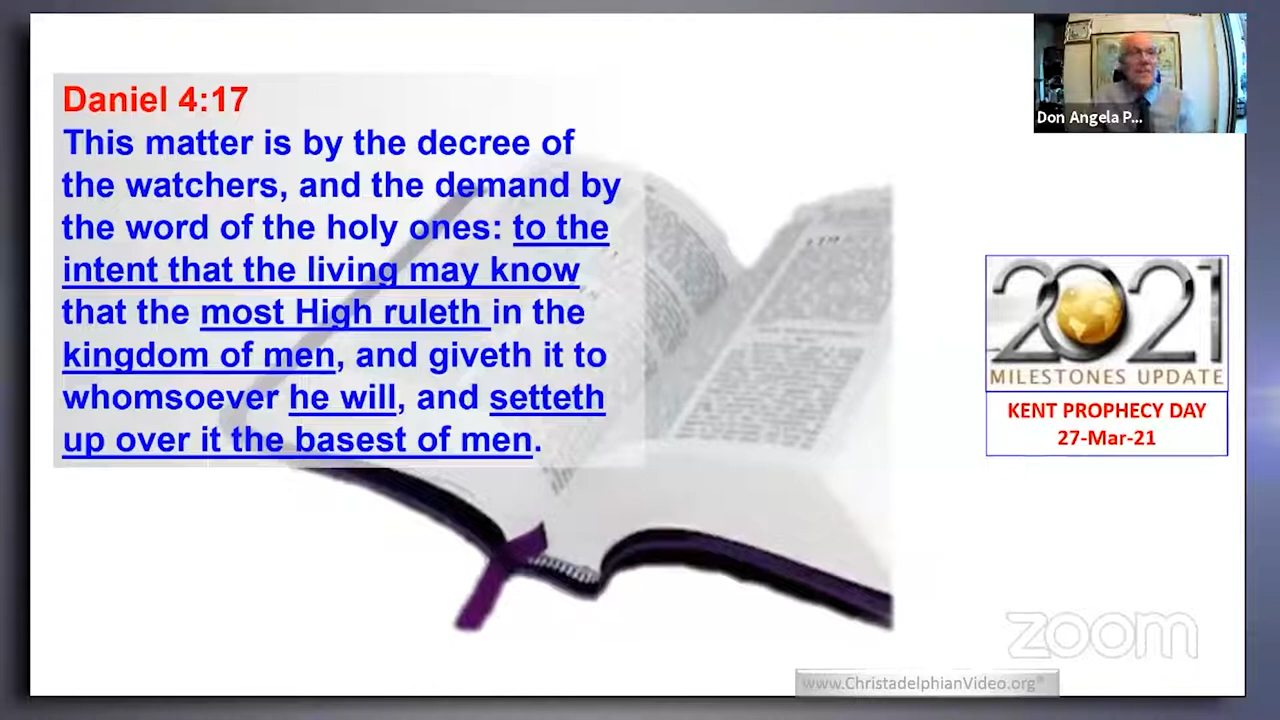 Daniel 4:17
This matter is by the decree of
the watchers, and the demand by
the word of the holy ones: to the
intent that the living may know
that the most High ruleth in the
kingdom of men, and giveth it to
whomsoever he will, and setteth
up over it the basest of men.
Don Angela P...
2021
MILESTONES UPDATE
KENT PROPHECY DAY
27-Mar-21
zoom
www.ChristadelphianVideo.org®